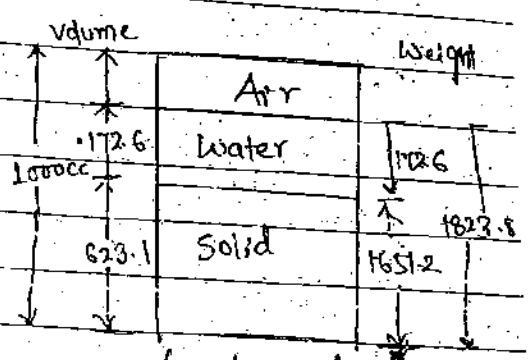 Volume
Weight
Air
.172.6
Water
172.6
1000cc
1823.8
623.1
Solid
1651.2